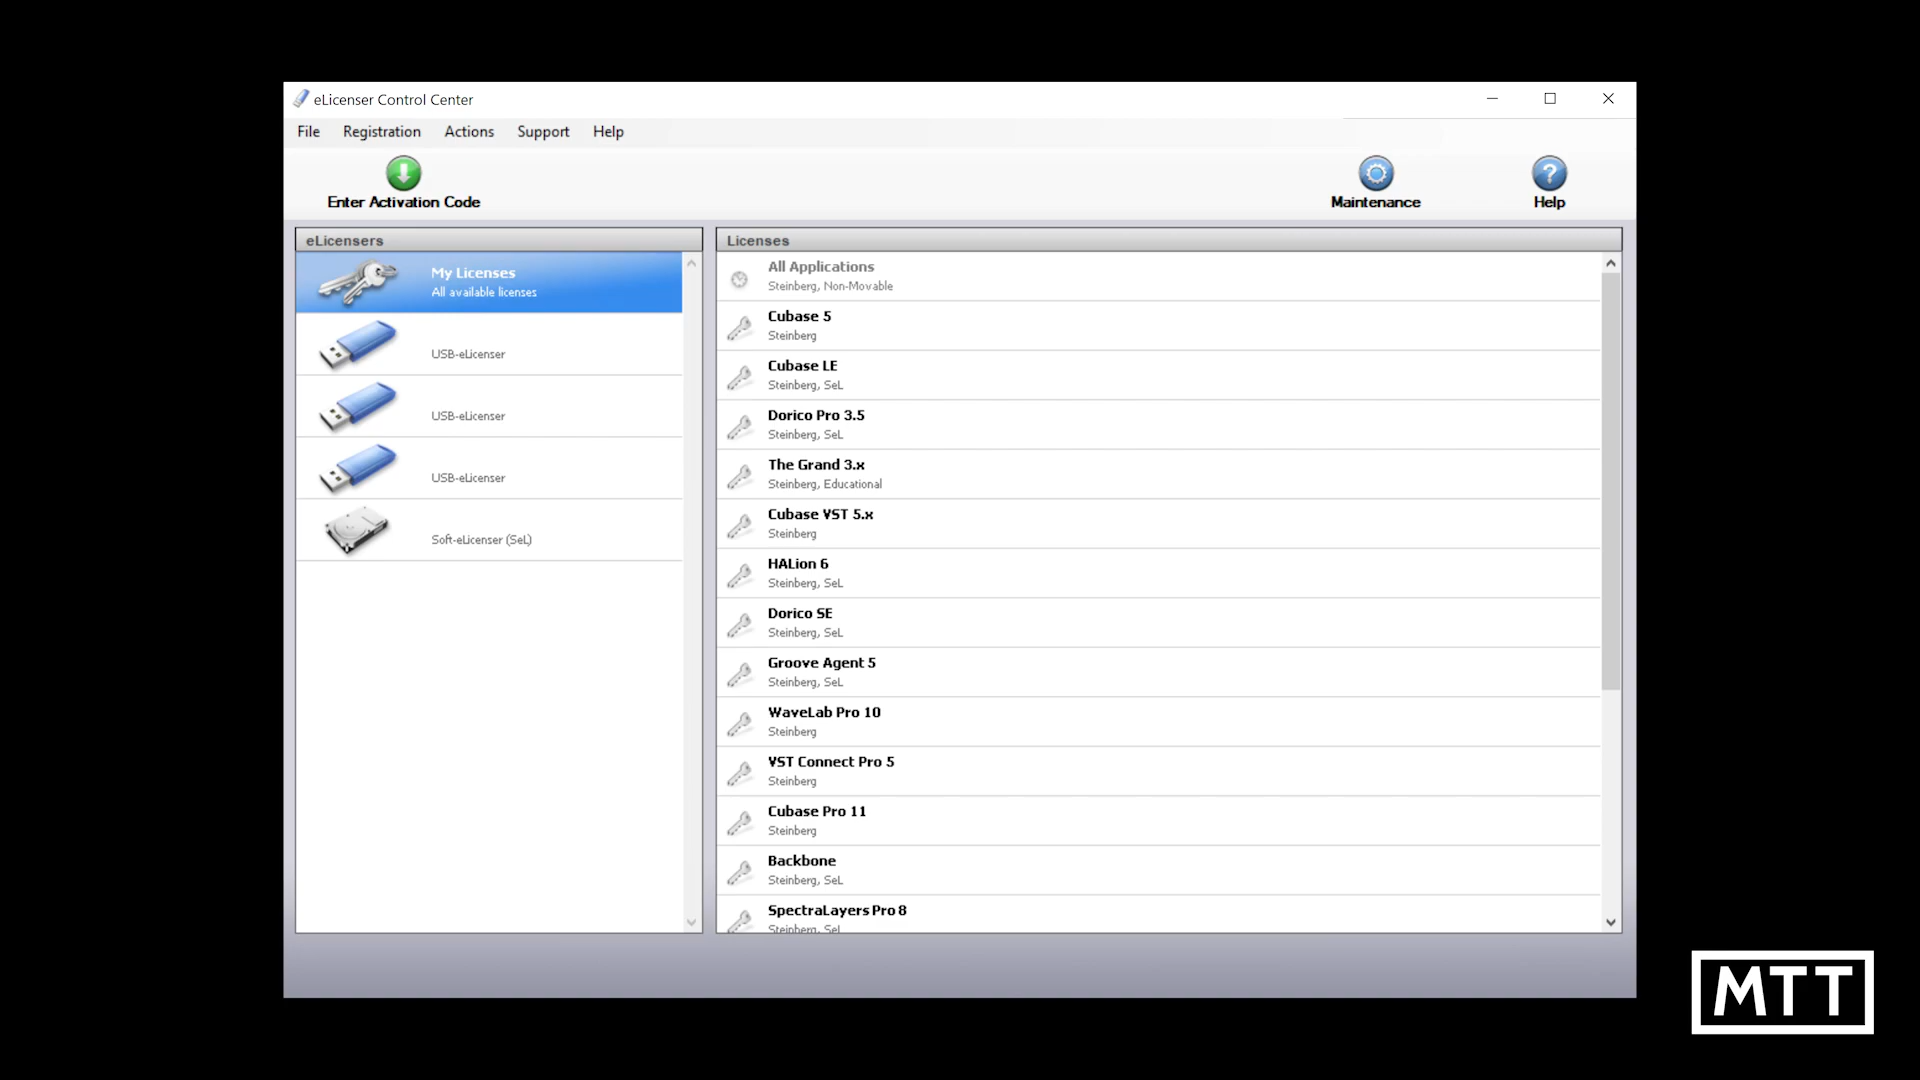 eLicenser Control Center
File Registration Actions Support Help
Enter Activation Code
Maintenance
Help
eLicensers
My Licenses
All available licenses
USB-eLicenser
USB-eLicenser
USB-eLicenser
Soft-eLicenser (SeL)
Licenses
All Applications
Steinberg, Non-Movable
Cubase 5
Steinberg
Cubase LE
Steinberg, SeL
Dorico Pro 3.5
Steinberg, SeL
The Grand 3.x
Steinberg, Educational
Cubase VST 5.x
Steinberg
HALion 6
Steinberg, SeL
Dorico SE
Steinberg, SeL
Groove Agent 5
Steinberg, SeL
WaveLab Pro 10
Steinberg
VST Connect Pro 5
Steinberg
Cubase Pro 11
Steinberg
Backbone
Steinberg, SeL
SpectraLayers Pro 8
Steinberg, SeL
MTT